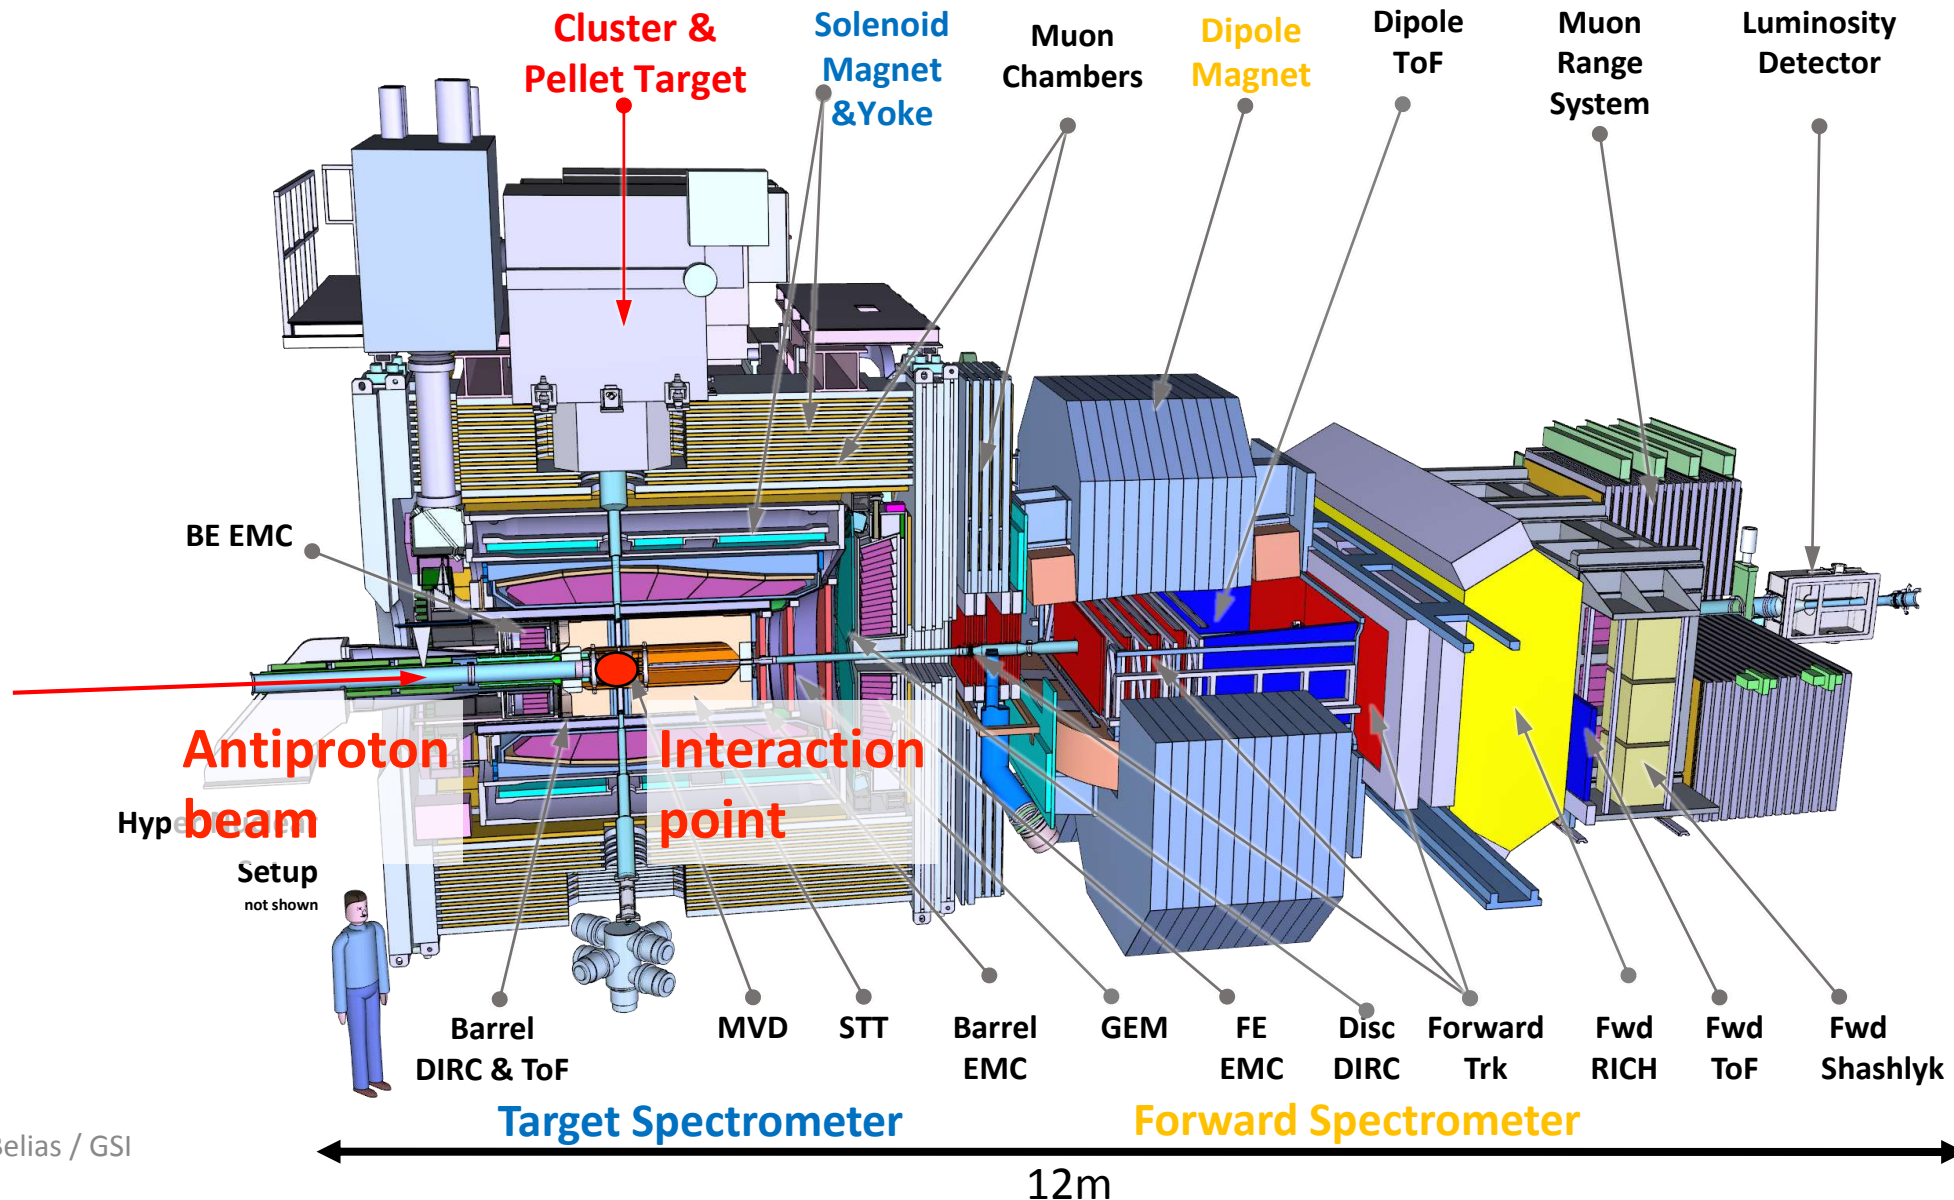 Cluster &
Pellet Target
Solenoid
Magnet
&Yoke
Muon
Chambers
Dipole
Magnet
Dipole
ToF
Muon
Range
System
Luminosity
Detector
BE EMC
Antiproton
beam
Interaction
point
Setup
not shown
Barrel
DIRC & ToF
MVD
STT
Barrel
EMC
GEM
FE
EMC
Disc
DIRC
Forward
Trk
Fwd
RICH
Fwd
ToF
Fwd
Shashlyk
Target Spectrometer
Forward Spectrometer
Belias / GSI
12m